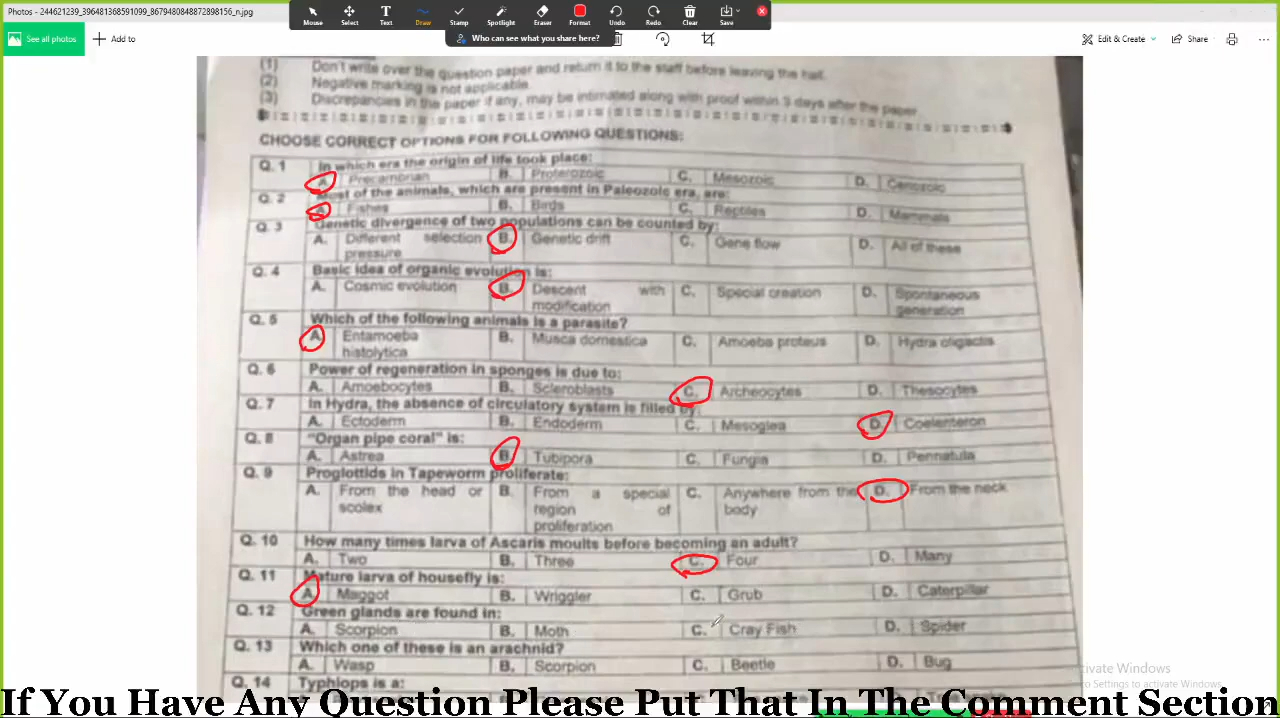 Photos - 244621239_396481368591099_8679480848872898156_n.jpg
Mouse Select Text Draw Stamp Spotlight Eraser Format Undo Redo Clear Save
Who can see what you share here?
See all photos + Add to Edit & Create Share
(1) Don't write over the question paper and return it to the staff before leaving the hall.
(2) Negative marking is not applicable.
(3) Discrepancies in the paper if any, may be intimated along with proof within 3 days after the paper.
CHOOSE CORRECT OPTIONS FOR FOLLOWING QUESTIONS:
Q. 1 In which era the origin of life took place:
A. Precambrian B. Proterozoic C. Mesozoic D. Cenozoic
Q. 2 Most of the animals, which are present in Paleozoic era, are:
A. Fishes B. Birds C. Reptiles D. Mammals
Q. 3 Genetic divergence of two populations can be counted by:
A. Different selection B. Genetic drift C. Gene flow D. All of these
pressure
Q. 4 Basic idea of organic evolution is:
A. Cosmic evolution B. Descent with C. Special creation D. Spontaneous
modification generation
Q. 5 Which of the following animals is a parasite?
A. Entamoeba B. Musca domestica C. Amoeba proteus D. Hydra oligactis
histolytica
Q. 6 Power of regeneration in sponges is due to:
A. Amoebocytes B. Scleroblasts C. Archeocytes D. Thesocytes
Q. 7 In Hydra, the absence of circulatory system is filled by:
A. Ectoderm B. Endoderm C. Mesoglea D. Coelenteron
Q. 8 "Organ pipe coral" is:
A. Astrea B. Tubipora C. Fungia D. Pennatula
Q. 9 Proglottids in Tapeworm proliferate:
A. From the head or B. From a special C. Anywhere from the D. From the neck
scolex region of body
proliferation
Q. 10 How many times larva of Ascaris moults before becoming an adult?
A. Two B. Three C. Four D. Many
Q. 11 Mature larva of housefly is:
A. Maggot B. Wriggler C. Grub D. Caterpillar
Q. 12 Green glands are found in:
A. Scorpion B. Moth C. Cray Fish D. Spider
Q. 13 Which one of these is an arachnid?
A. Wasp B. Scorpion C. Beetle D. Bug
Q. 14 Typhlops is a:
ivate Windows
o Settings to activate Windows.
If You Have Any Question Please Put That In The Comment Section